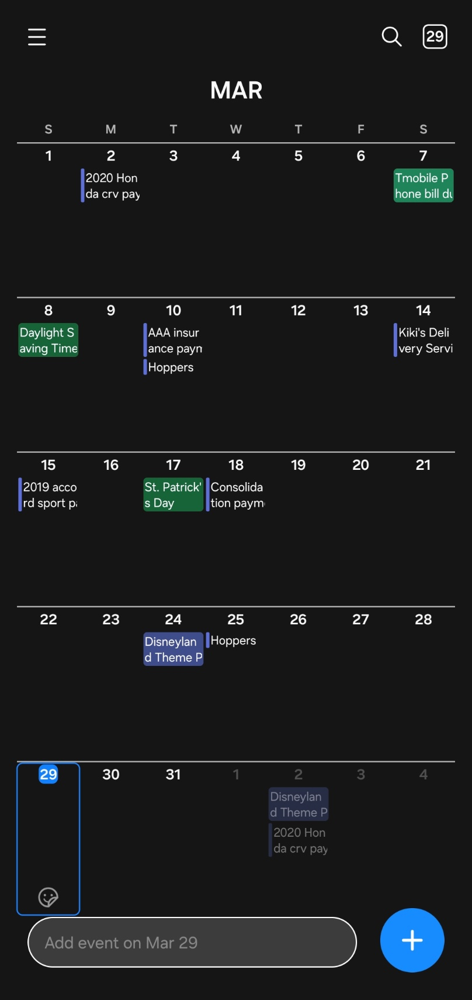 29
MAR
S M T W T F S
1 2 3 4 5 6 7
2020 Hon
da crv pay
Tmobile P
hone bill du
8 9 10 11 12 13 14
Daylight S
aving Time
AAA insur
ance paym
Hoppers
Kiki's Deli
very Servi
15 16 17 18 19 20 21
2019 acco
rd sport pa
St. Patrick'
s Day
Consolida
tion paym
22 23 24 25 26 27 28
Disneylan
d Theme P
Hoppers
29 30 31 1 2 3 4
Disneylan
d Theme P
2020 Hon
da crv pay
Add event on Mar 29